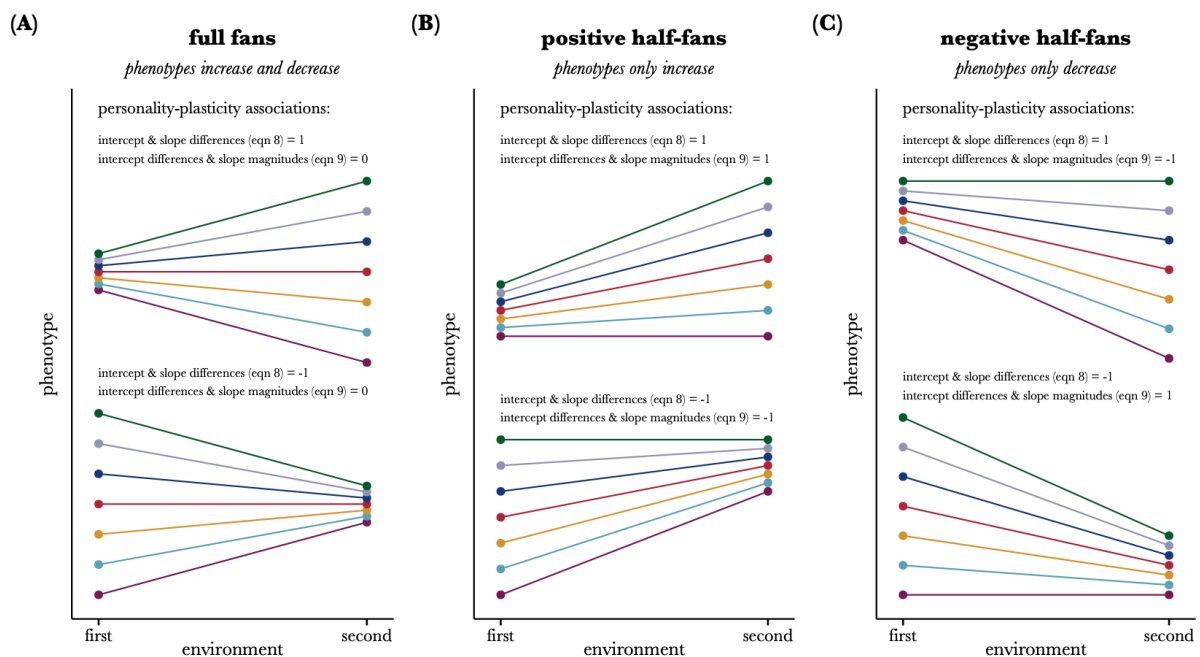 (A)
full fans
phenotypes increase and decrease
personality-plasticity associations:
intercept & slope differences (eqn 8) = 1
intercept differences & slope magnitudes (eqn 9) = 0
intercept & slope differences (eqn 8) = -1
intercept differences & slope magnitudes (eqn 9) = 0
phenotype
first
second
environment
(B)
positive half-fans
phenotypes only increase
personality-plasticity associations:
intercept & slope differences (eqn 8) = 1
intercept differences & slope magnitudes (eqn 9) = 1
intercept & slope differences (eqn 8) = -1
intercept differences & slope magnitudes (eqn 9) = -1
phenotype
first
second
environment
(C)
negative half-fans
phenotypes only decrease
personality-plasticity associations:
intercept & slope differences (eqn 8) = 1
intercept differences & slope magnitudes (eqn 9) = -1
intercept & slope differences (eqn 8) = -1
intercept differences & slope magnitudes (eqn 9) = 1
phenotype
first
second
environment